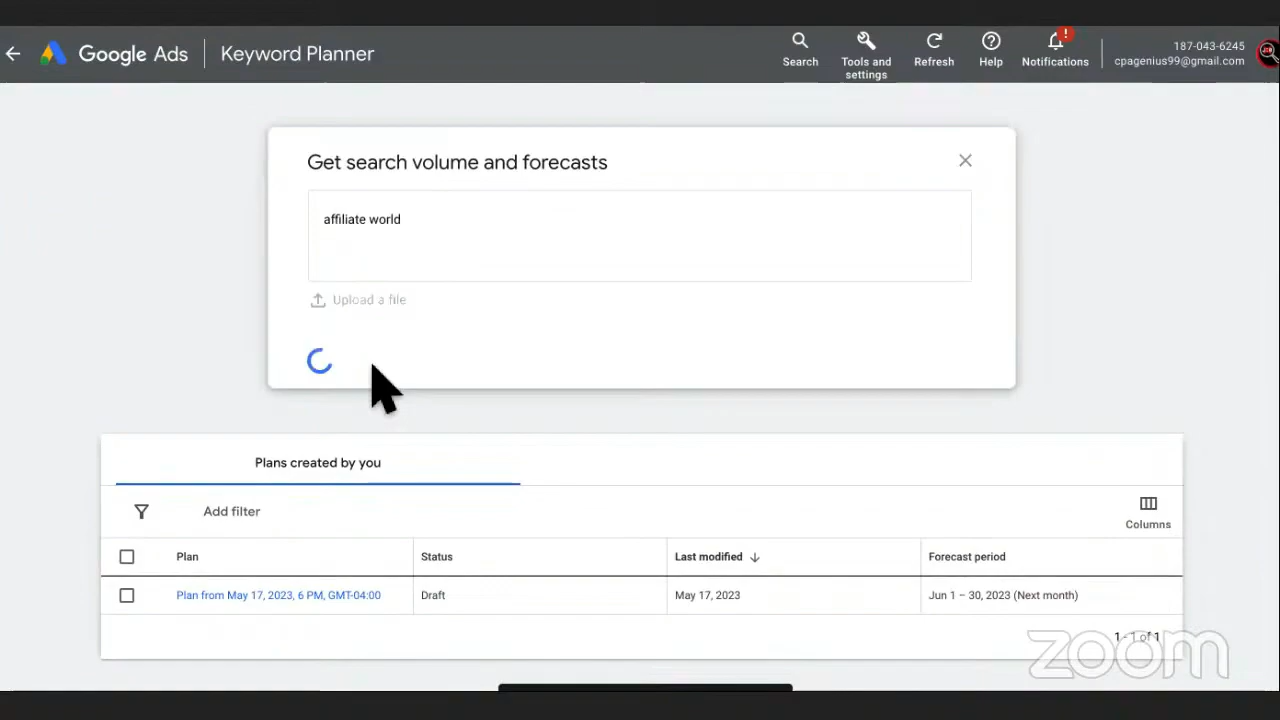 Google Ads
Keyword Planner
Search
Tools and
settings
Refresh
Help
!
Notifications
187-043-6245
cpagenius99@gmail.com
Get search volume and forecasts
affiliate world
Upload a file
Plans created by you
Add filter
Columns
Plan
Status
Last modified
Forecast period
Plan from May 17, 2023, 6 PM, GMT-04:00
Draft
May 17, 2023
Jun 1 – 30, 2023 (Next month)
1 - 1 of 1
zoom